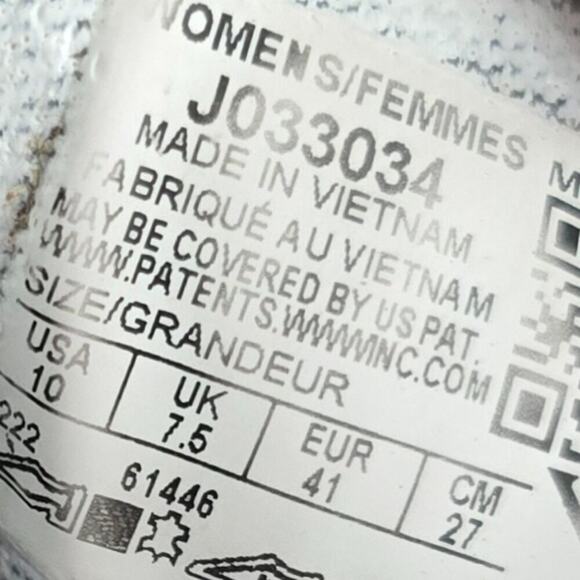 WOMENS/FEMMES
J033034
MADE IN VIETNAM
FABRIQUÉ AU VIETNAM
MAY BE COVERED BY US PAT.
WWW.PATENTS.WWWINC.COM
SIZE/GRANDEUR
USA UK EUR CM
10 7.5 41 27
222
61446
M